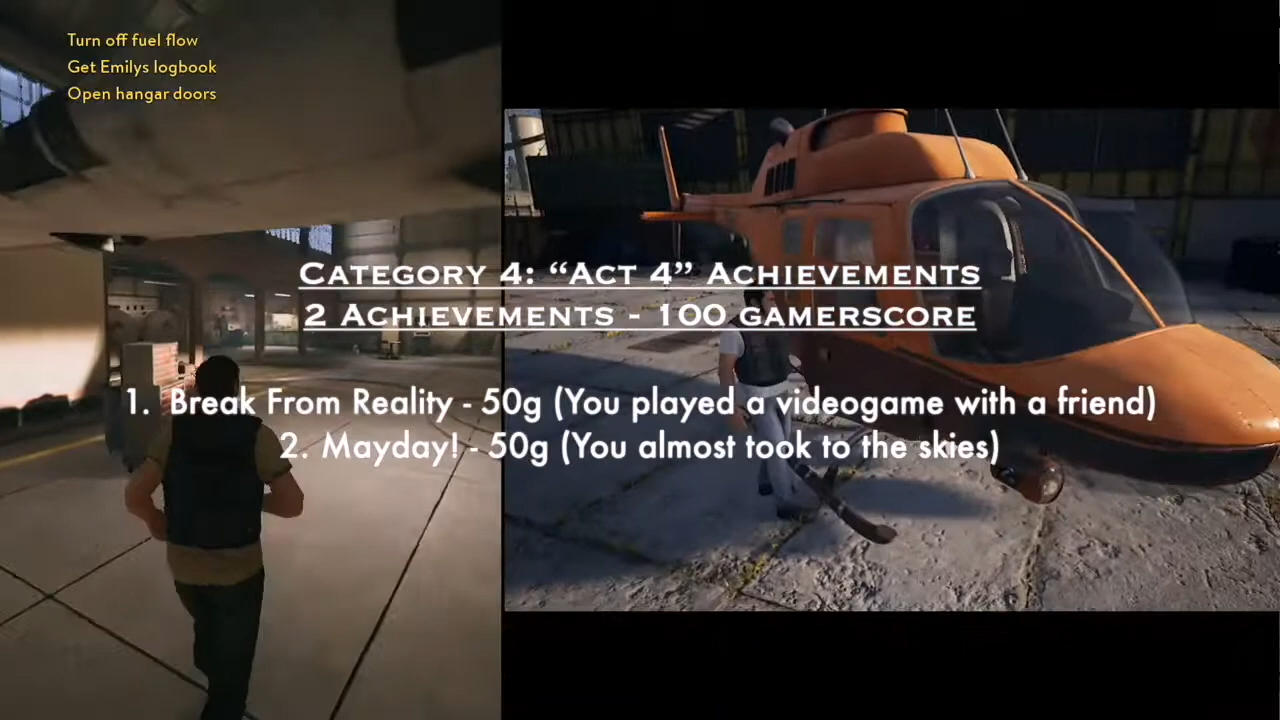 Turn off fuel flow
Get Emilys logbook
Open hangar doors
CATEGORY 4: “ACT 4” ACHIEVEMENTS
2 ACHIEVEMENTS - 100 GAMERSCORE
1. Break From Reality - 50g (You played a videogame with a friend)
2. Mayday! - 50g (You almost took to the skies)